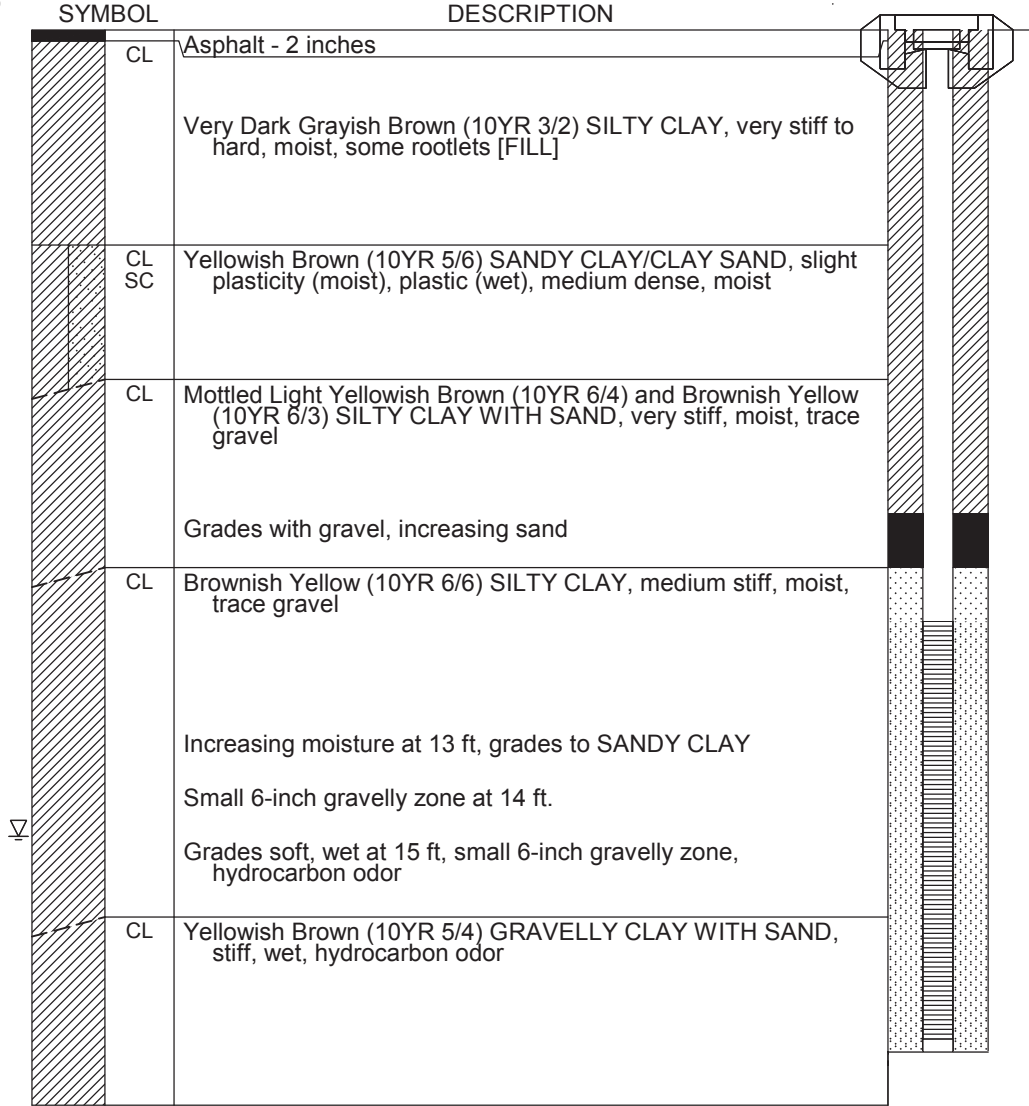 SYMBOL DESCRIPTION
Asphalt - 2 inches
CL
Very Dark Grayish Brown (10YR 3/2) SILTY CLAY, very stiff to
hard, moist, some rootlets [FILL]
CL Yellowish Brown (10YR 5/6) SANDY CLAY/CLAY SAND, slight
SC plasticity (moist), plastic (wet), medium dense, moist
CL Mottled Light Yellowish Brown (10YR 6/4) and Brownish Yellow
(10YR 6/3) SILTY CLAY WITH SAND, very stiff, moist, trace
gravel
Grades with gravel, increasing sand
CL Brownish Yellow (10YR 6/6) SILTY CLAY, medium stiff, moist,
trace gravel
Increasing moisture at 13 ft, grades to SANDY CLAY
Small 6-inch gravelly zone at 14 ft.
Grades soft, wet at 15 ft, small 6-inch gravelly zone,
hydrocarbon odor
CL Yellowish Brown (10YR 5/4) GRAVELLY CLAY WITH SAND,
stiff, wet, hydrocarbon odor